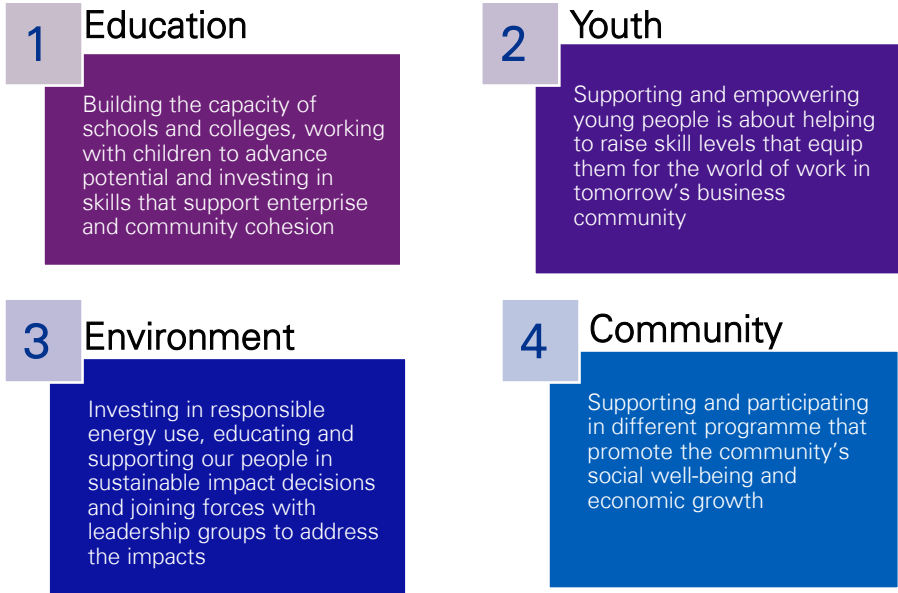 1
Education
Building the capacity of
schools and colleges, working
with children to advance
potential and investing in
skills that support enterprise
and community cohesion
2
Youth
Supporting and empowering
young people is about helping
to raise skill levels that equip
them for the world of work in
tomorrow’s business
community
3
Environment
Investing in responsible
energy use, educating and
supporting our people in
sustainable impact decisions
and joining forces with
leadership groups to address
the impacts
4
Community
Supporting and participating
in different programme that
promote the community’s
social well-being and
economic growth